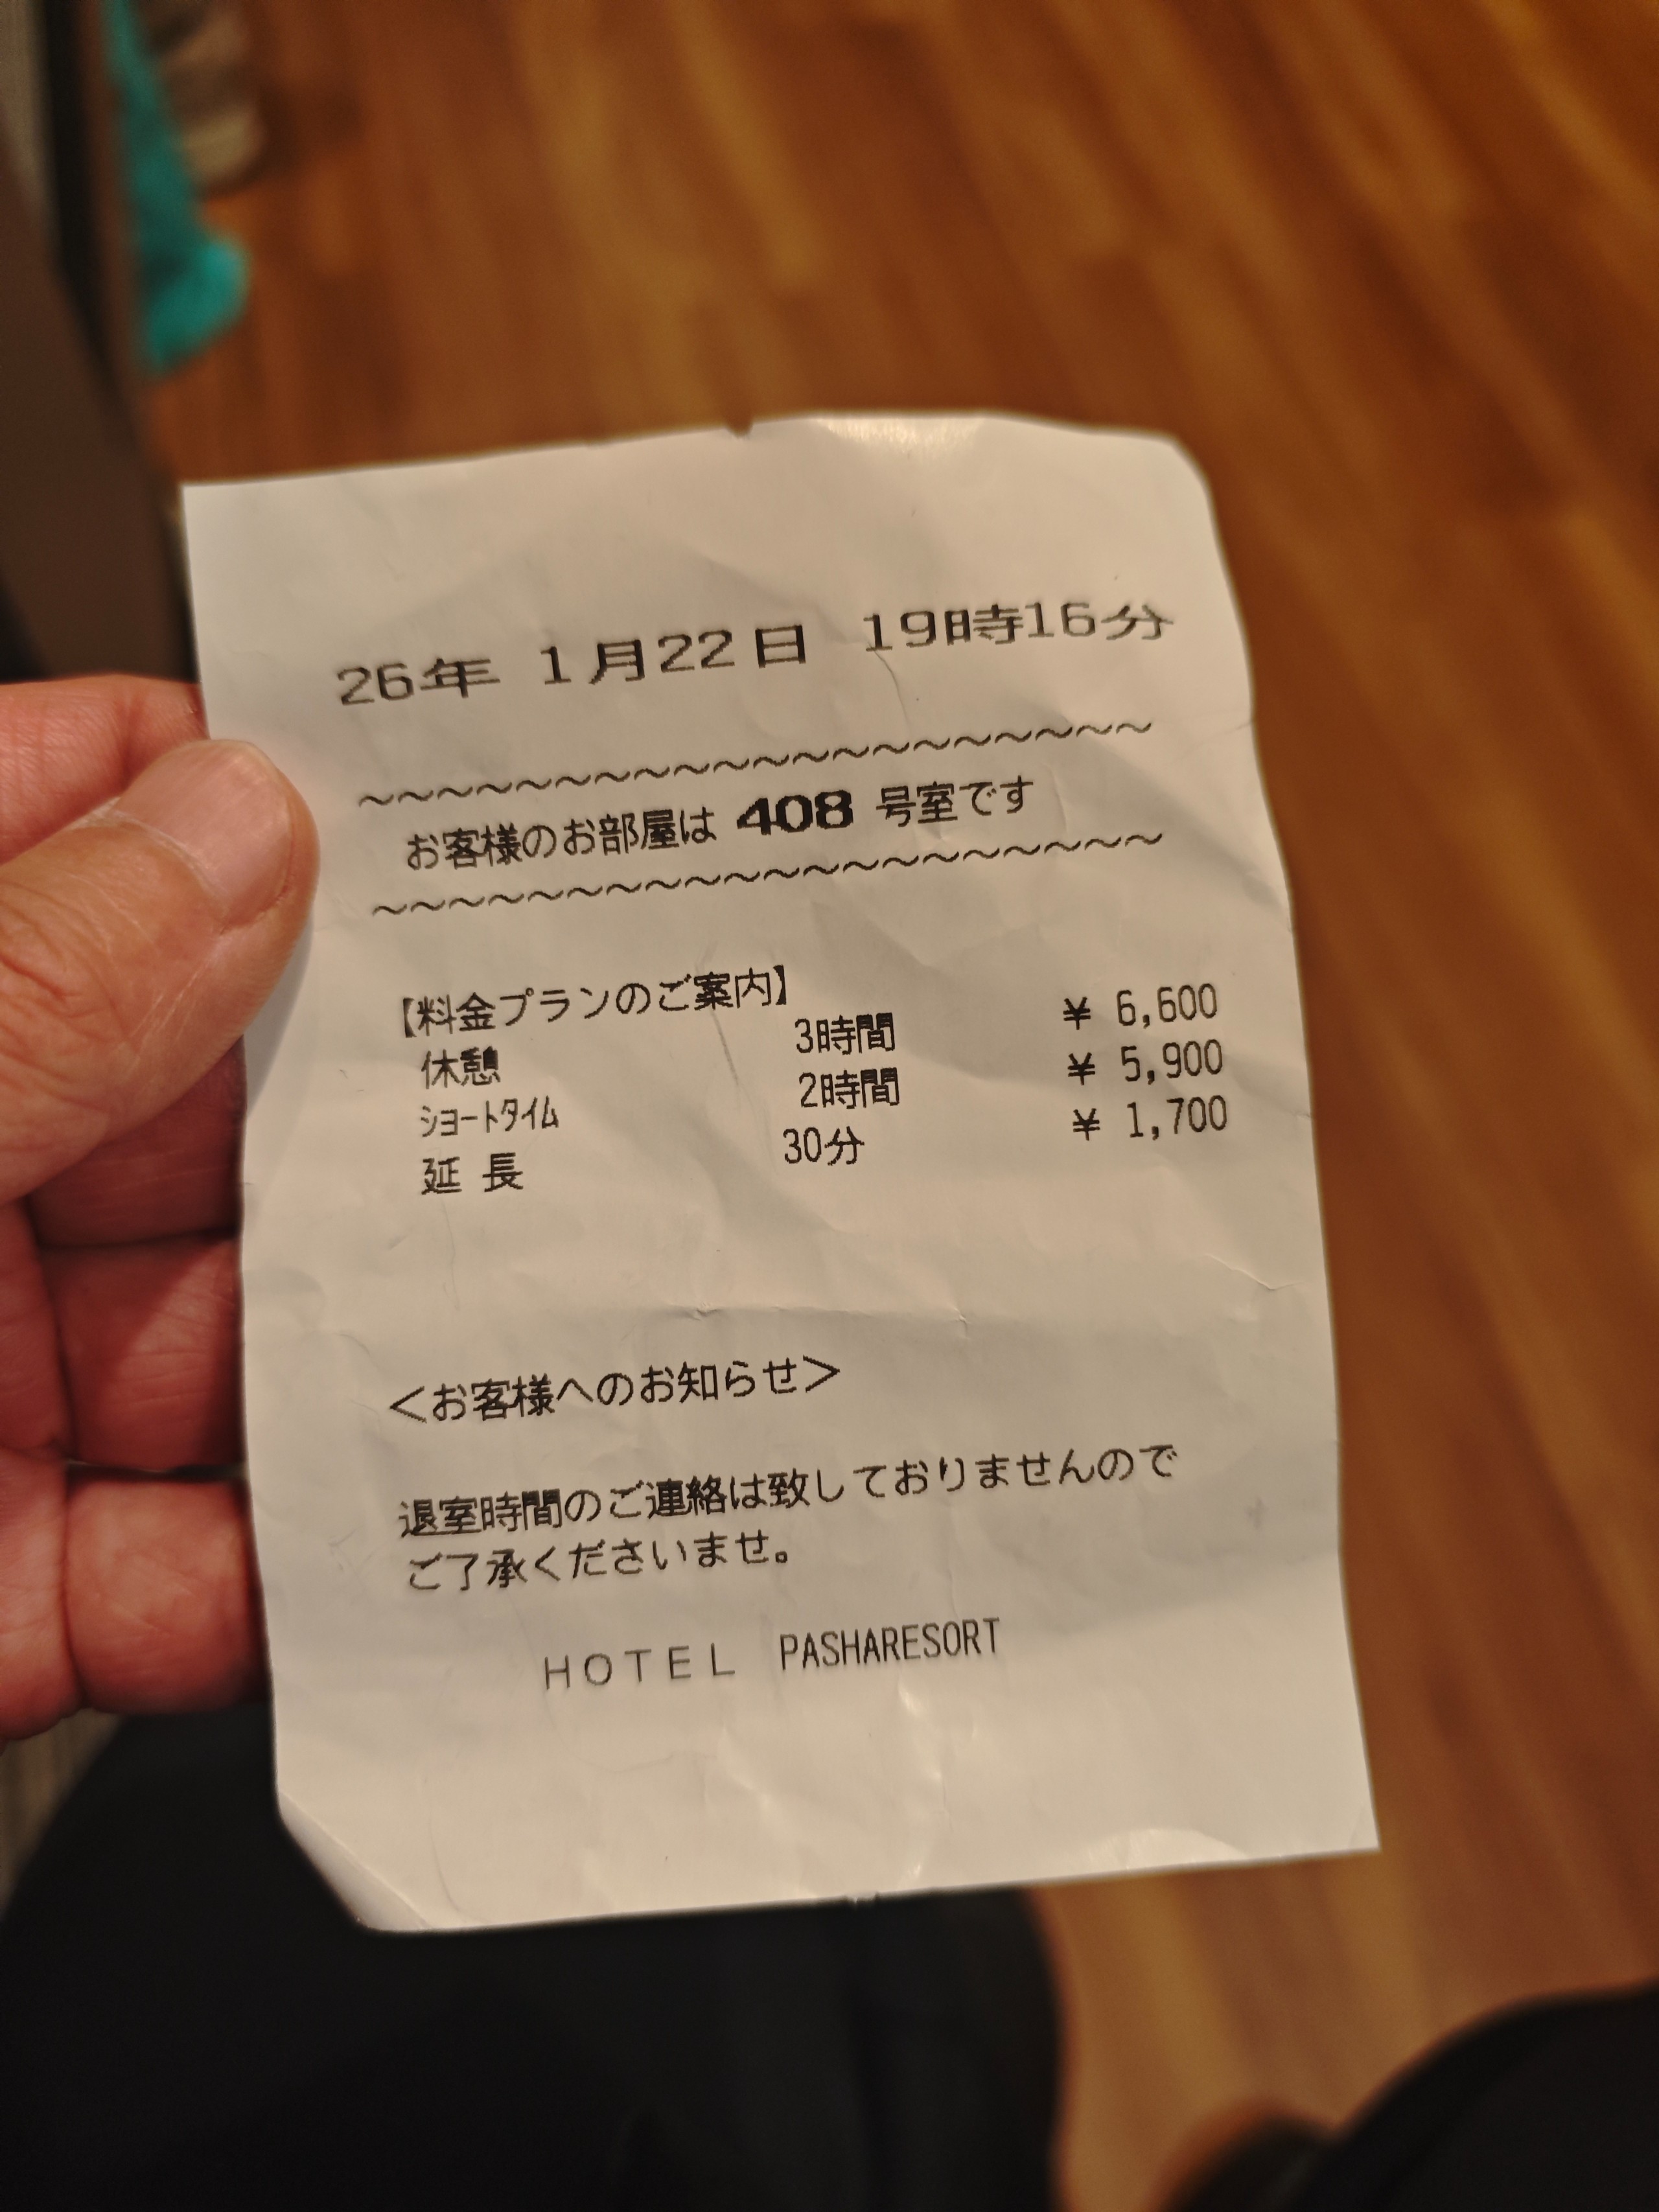 26年 1月22日 19時16分
~~~~~~~~~~~~~~~~~~~~
お客様のお部屋は 408 号室です
~~~~~~~~~~~~~~~~~~~~
【料金プランのご案内】
休憩 3時間 ¥ 6,600
ｼｮｰﾄﾀｲﾑ 2時間 ¥ 5,900
延 長 30分 ¥ 1,700
＜お客様へのお知らせ＞
退室時間のご連絡は致しておりませんので
ご了承くださいませ。
ＨＯＴＥＬ PASHARESORT